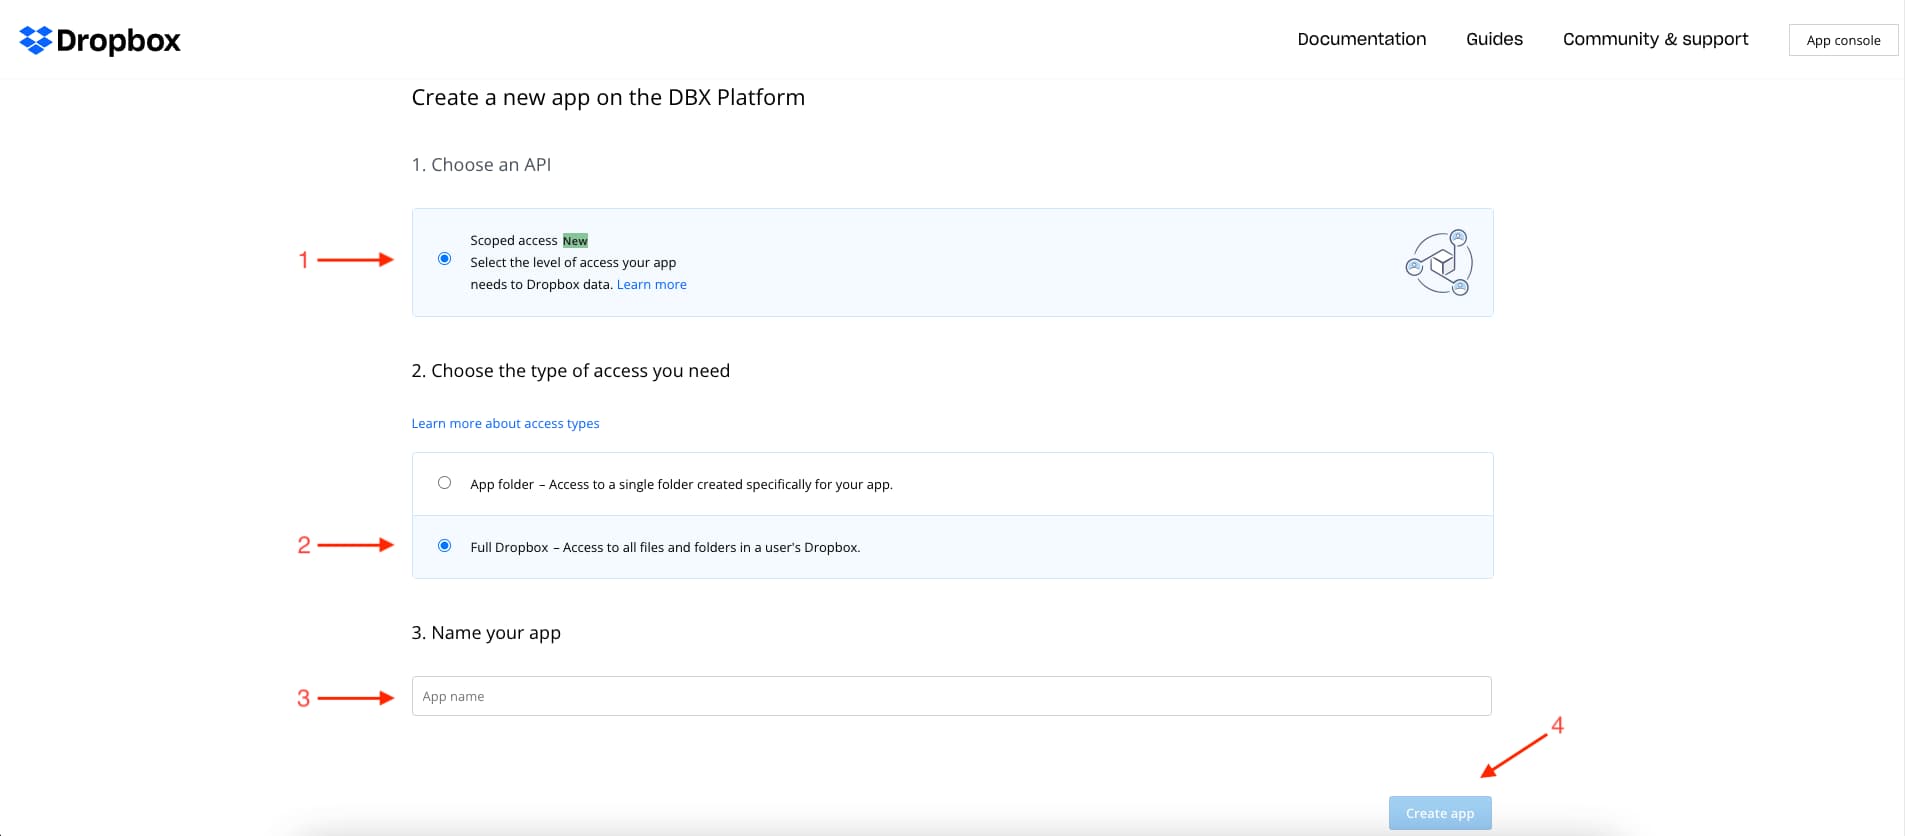 Dropbox
Documentation
Guides
Community & support
App console
Create a new app on the DBX Platform
1. Choose an API
1
Scoped access New
Select the level of access your app
needs to Dropbox data. Learn more
2. Choose the type of access you need
Learn more about access types
App folder – Access to a single folder created specifically for your app.
2
Full Dropbox – Access to all files and folders in a user's Dropbox.
3. Name your app
3
App name
4
Create app